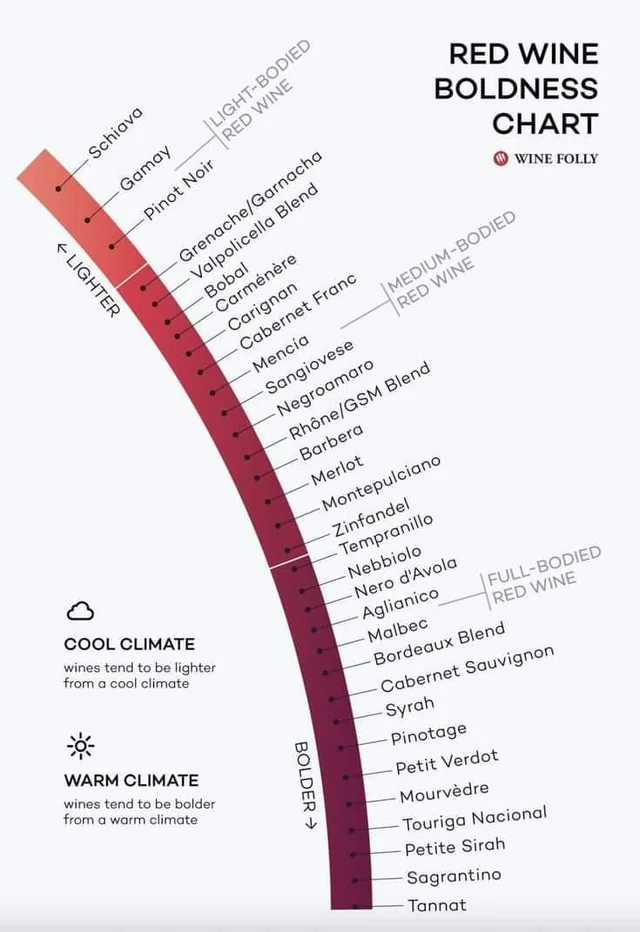 RED WINE
BOLDNESS
CHART
WINE FOLLY
LIGHT-BODIED
RED WINE
Schiava
Gamay
Pinot Noir
LIGHTER
Grenache/Garnacha
Valpolicella Blend
Bobal
Carménère
Carignan
Cabernet Franc
MEDIUM-BODIED
RED WINE
Mencía
Sangiovese
Negroamaro
Rhône/GSM Blend
Barbera
Merlot
Montepulciano
Zinfandel
Tempranillo
Nebbiolo
Nero d'Avola
Aglianico
FULL-BODIED
RED WINE
Malbec
Bordeaux Blend
Cabernet Sauvignon
Syrah
Pinotage
Petit Verdot
Mourvèdre
Touriga Nacional
Petite Sirah
Sagrantino
Tannat
BOLDER
COOL CLIMATE
wines tend to be lighter
from a cool climate
WARM CLIMATE
wines tend to be bolder
from a warm climate